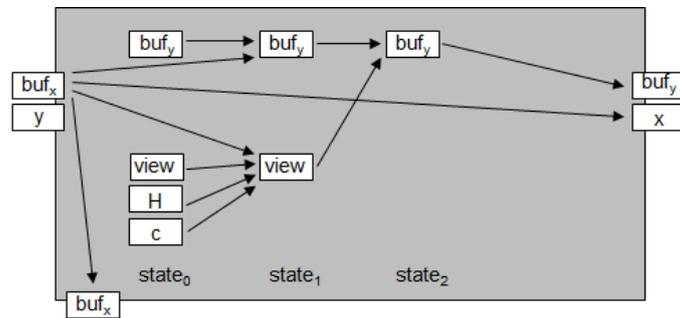 buf_y buf_y buf_y
buf_x buf_y
y x
view view
H
c
state_0 state_1 state_2
buf_x